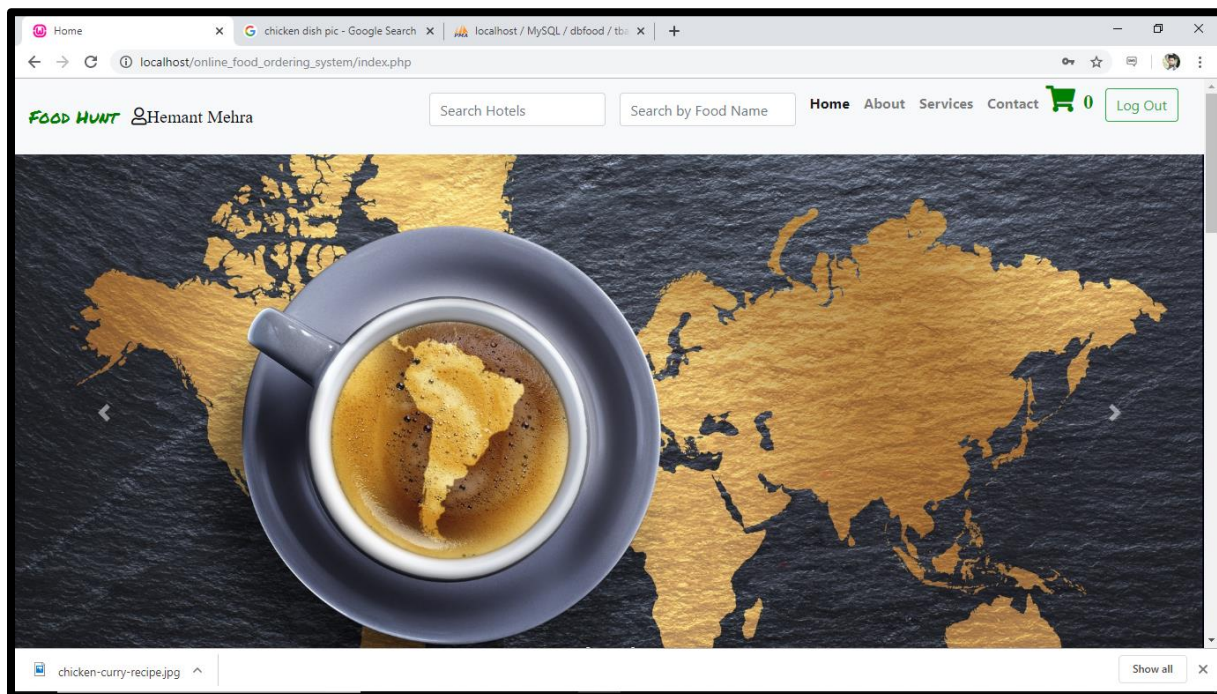 Home
chicken dish pic - Google Search
localhost / MySQL / dbfood / tba
localhost/online_food_ordering_system/index.php
Food Hunt Hemant Mehra Search Hotels Search by Food Name Home About Services Contact 0 Log Out
chicken-curry-recipe.jpg Show all